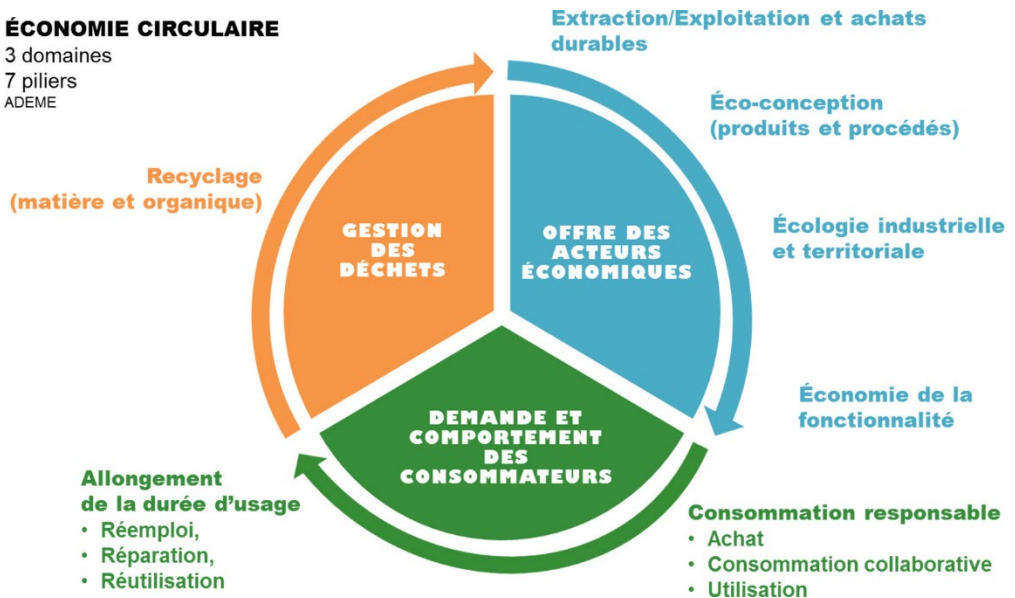 ÉCONOMIE CIRCULAIRE
3 domaines
7 piliers
ADEME
Extraction/Exploitation et achats
durables
Éco-conception
(produits et procédés)
Écologie industrielle
et territoriale
Économie de la
fonctionnalité
Recyclage
(matière et organique)
GESTION
DES
DÉCHETS
OFFRE DES
ACTEURS
ÉCONOMIQUES
DEMANDE ET
COMPORTEMENT
DES
CONSOMMATEURS
Allongement
de la durée d’usage
• Réemploi,
• Réparation,
• Réutilisation
Consommation responsable
• Achat
• Consommation collaborative
• Utilisation